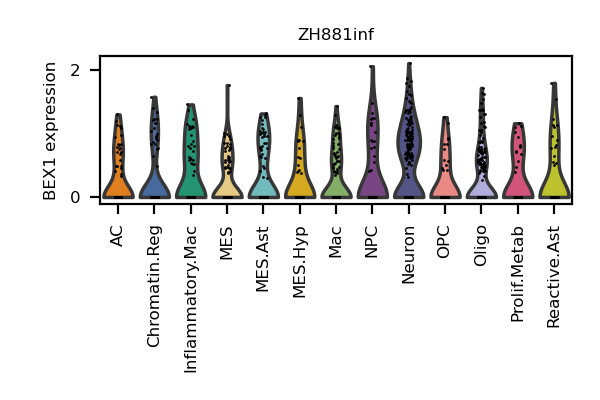 ZH881inf
BEX1 expression
2
0
AC
Chromatin.Reg
Inflammatory.Mac
MES
MES.Ast
MES.Hyp
Mac
NPC
Neuron
OPC
Oligo
Prolif.Metab
Reactive.Ast